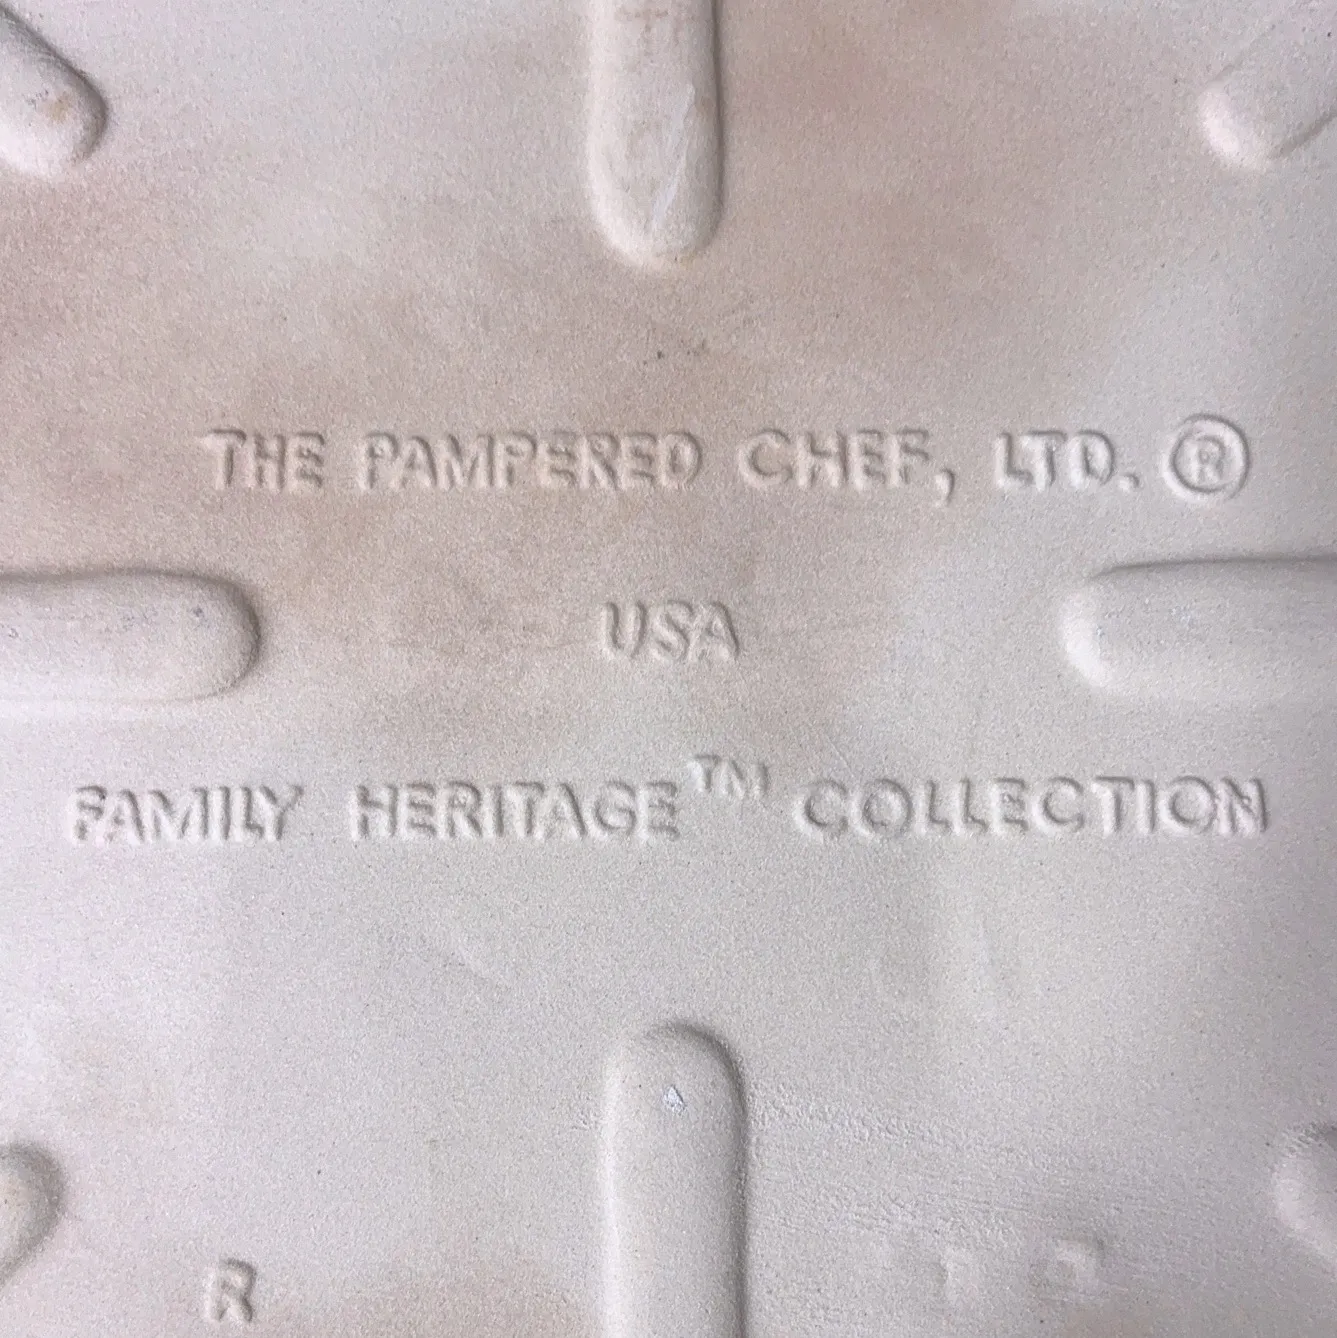 THE PAMPERED CHEF, LTD. ®
USA
FAMILY HERITAGE™ COLLECTION
R